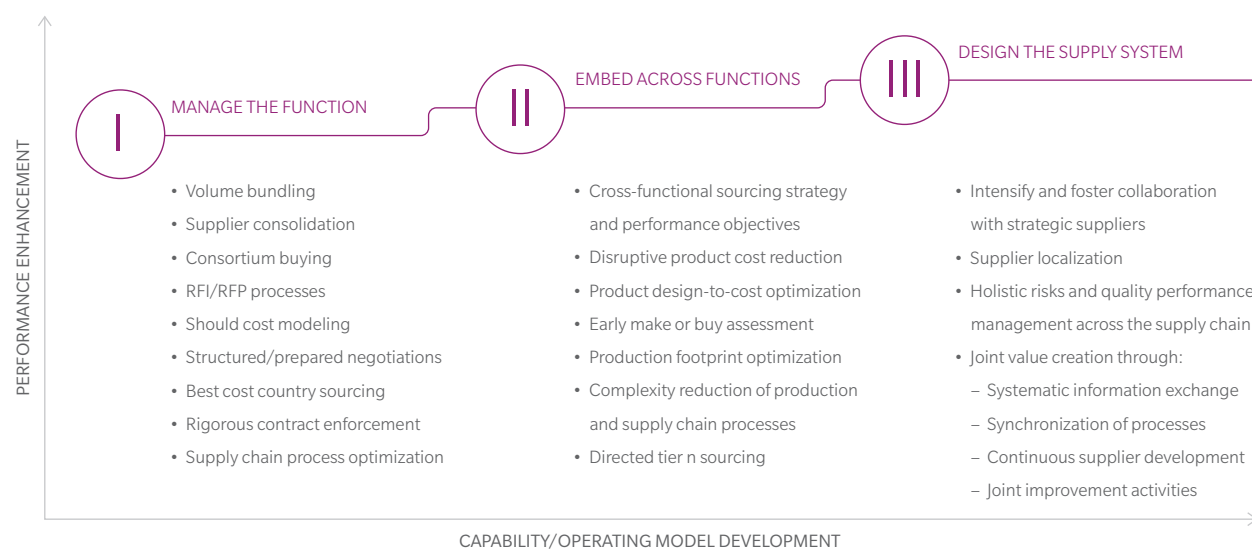 PERFORMANCE ENHANCEMENT
I
MANAGE THE FUNCTION
• Volume bundling
• Supplier consolidation
• Consortium buying
• RFI/RFP processes
• Should cost modeling
• Structured/prepared negotiations
• Best cost country sourcing
• Rigorous contract enforcement
• Supply chain process optimization
II
EMBED ACROSS FUNCTIONS
• Cross-functional sourcing strategy
and performance objectives
• Disruptive product cost reduction
• Product design-to-cost optimization
• Early make or buy assessment
• Production footprint optimization
• Complexity reduction of production
and supply chain processes
• Directed tier n sourcing
III
DESIGN THE SUPPLY SYSTEM
• Intensify and foster collaboration
with strategic suppliers
• Supplier localization
• Holistic risks and quality performance
management across the supply chain
• Joint value creation through:
– Systematic information exchange
– Synchronization of processes
– Continuous supplier development
– Joint improvement activities
CAPABILITY/OPERATING MODEL DEVELOPMENT